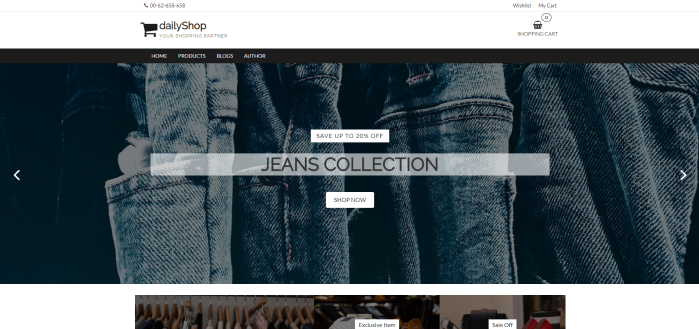 00-62-658-658
Wishlist My Cart
dailyShop
YOUR SHOPPING PARTNER
0
SHOPPING CART
HOME PRODUCTS BLOGS AUTHOR
SAVE UP TO 20% OFF
JEANS COLLECTION
SHOP NOW
Exclusive Item
Sale Off